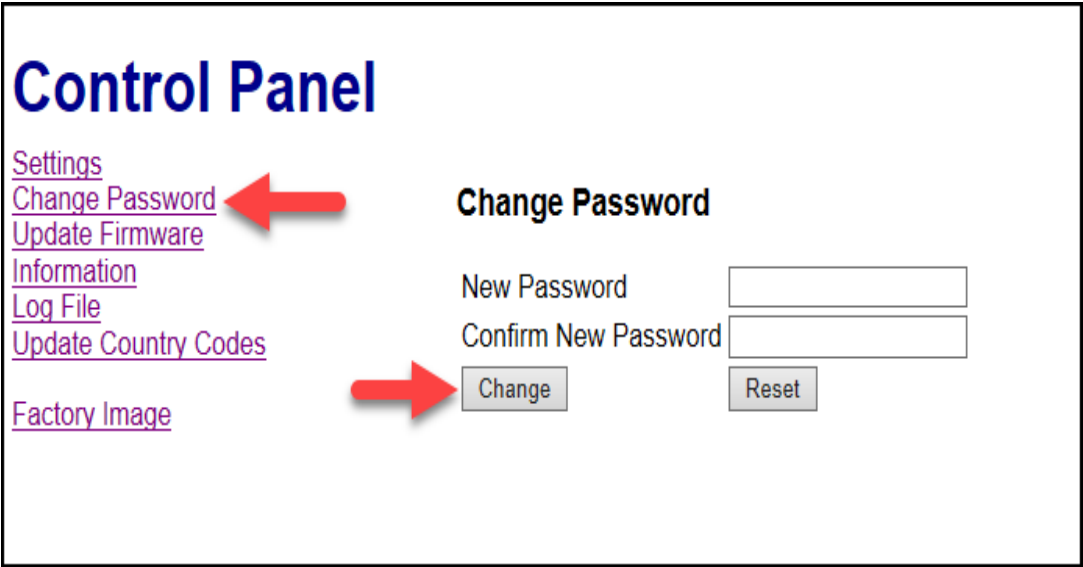 Control Panel
Settings
Change Password
Update Firmware
Information
Log File
Update Country Codes
Factory Image
Change Password
New Password
Confirm New Password
Change Reset